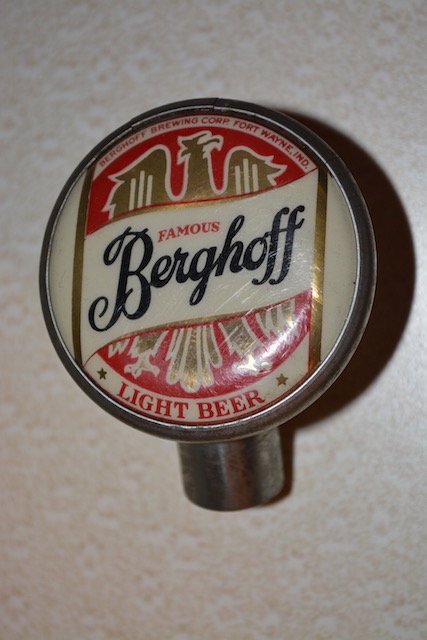 BERGHOFF BREWING CORP. FORT WAYNE, IND.
FAMOUS
Berghoff
LIGHT BEER